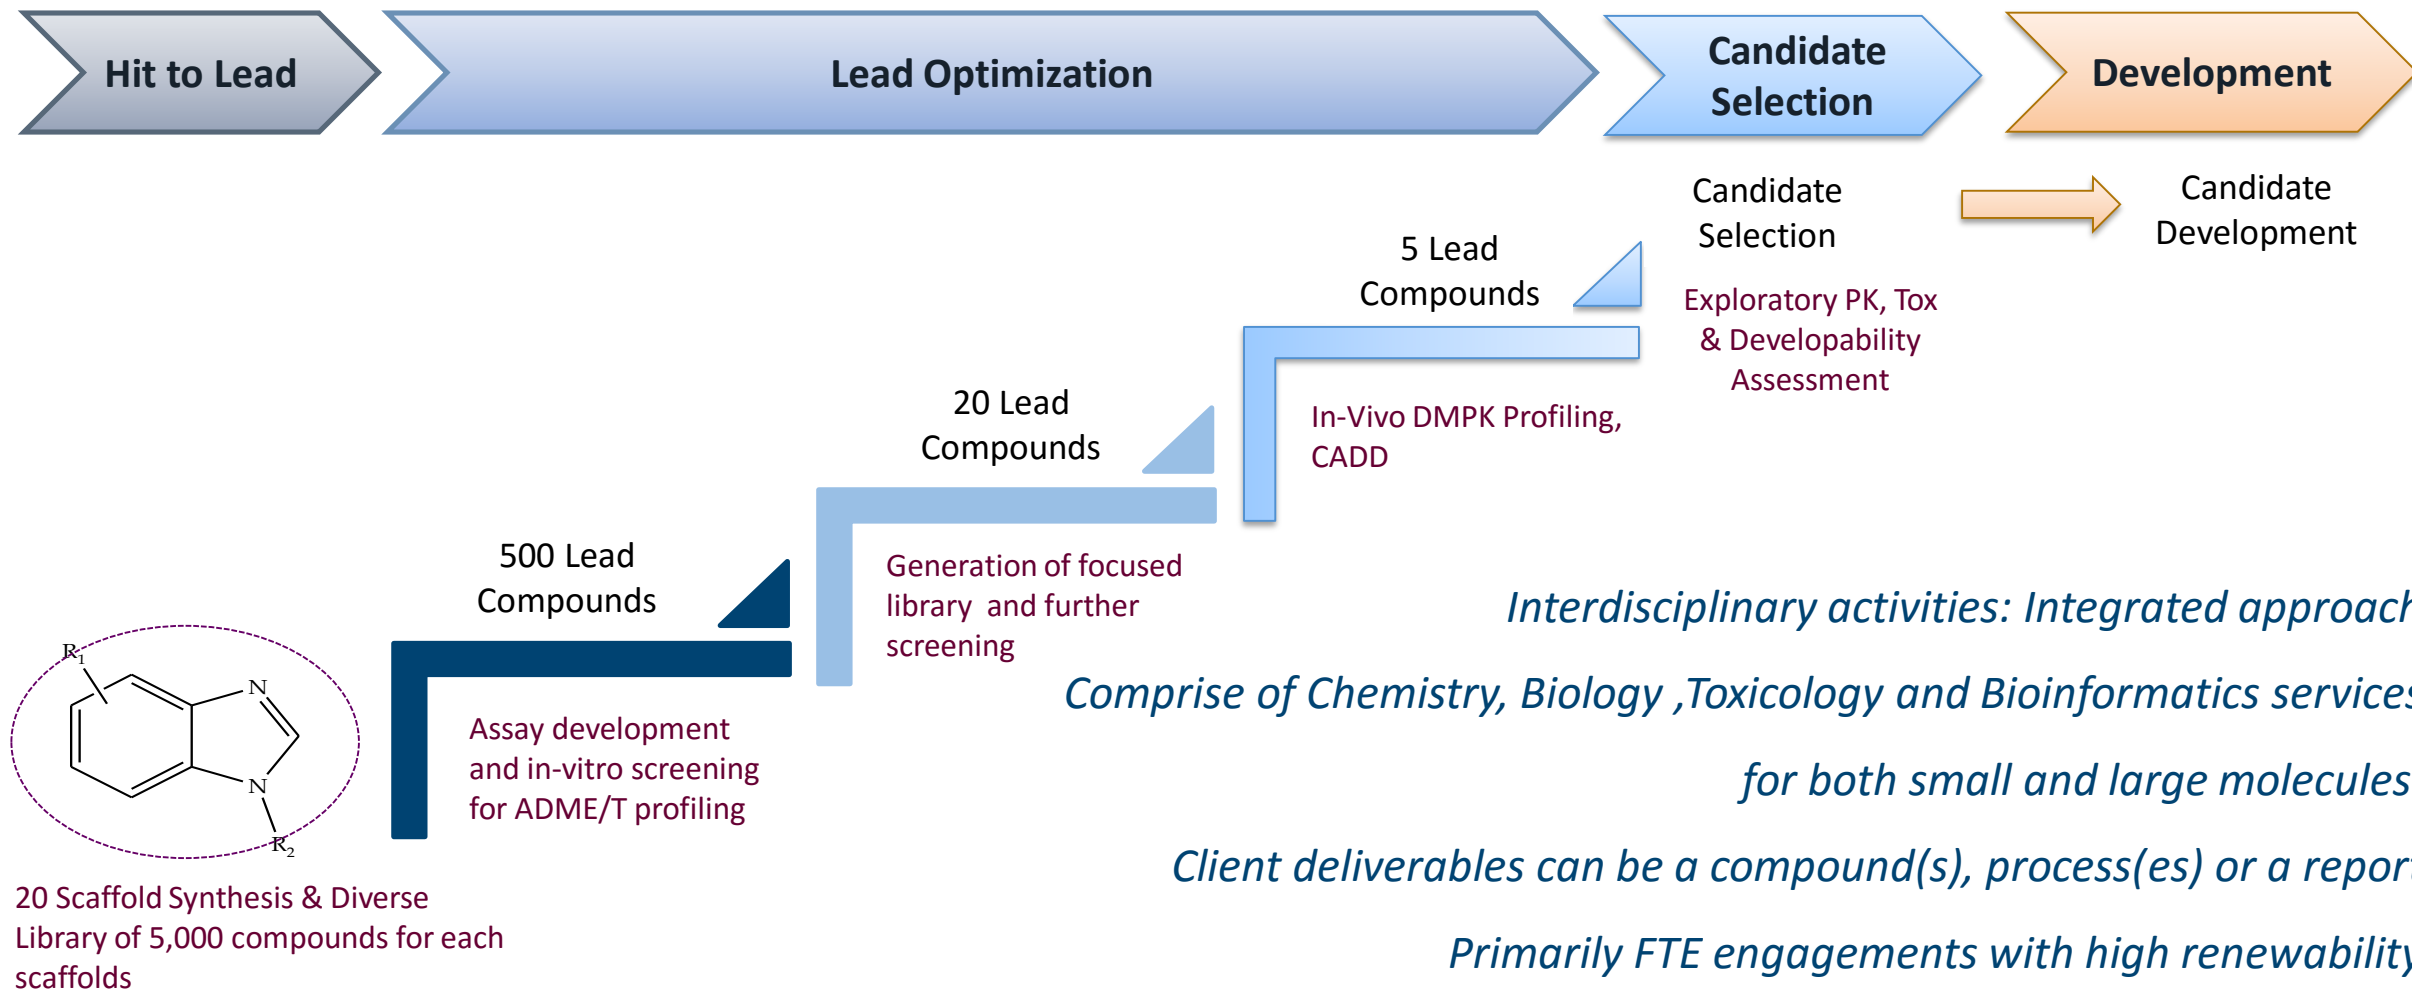 Hit to Lead
Lead Optimization
Candidate
Selection
Development
Candidate
Selection
Candidate
Development
5 Lead
Compounds
Exploratory PK, Tox
& Developability
Assessment
20 Lead
Compounds
In-Vivo DMPK Profiling,
CADD
500 Lead
Compounds
Generation of focused
library and further
screening
Assay development
and in-vitro screening
for ADME/T profiling
R1
N
N
R2
20 Scaffold Synthesis & Diverse
Library of 5,000 compounds for each
scaffolds
Interdisciplinary activities: Integrated approach
Comprise of Chemistry, Biology ,Toxicology and Bioinformatics services
for both small and large molecules
Client deliverables can be a compound(s), process(es) or a report
Primarily FTE engagements with high renewability